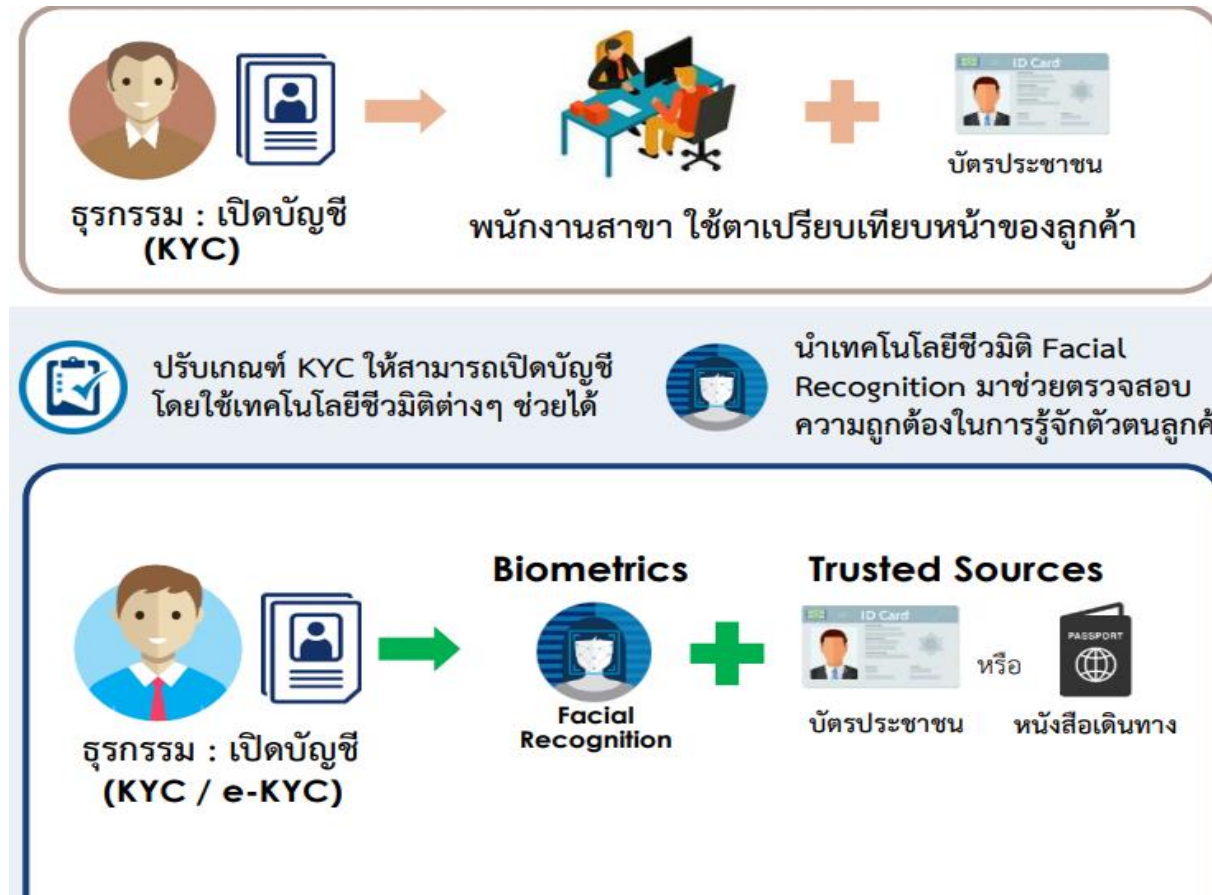 ID Card
บัตรประชาชน
ธุรกรรม : เปิดบัญชี
(KYC)
พนักงานสาขา ใช้ตาเปรียบเทียบหน้าของลูกค้า
ปรับเกณฑ์ KYC ให้สามารถเปิดบัญชี
โดยใช้เทคโนโลยีชีวมิติต่างๆ ช่วยได้
นำเทคโนโลยีชีวมิติ Facial
Recognition มาช่วยตรวจสอบ
ความถูกต้องในการรู้จักตัวตนลูกค้
Biometrics
Trusted Sources
ID Card
PASSPORT
หรือ
Facial
Recognition
บัตรประชาชน
หนังสือเดินทาง
ธุรกรรม : เปิดบัญชี
(KYC / e-KYC)